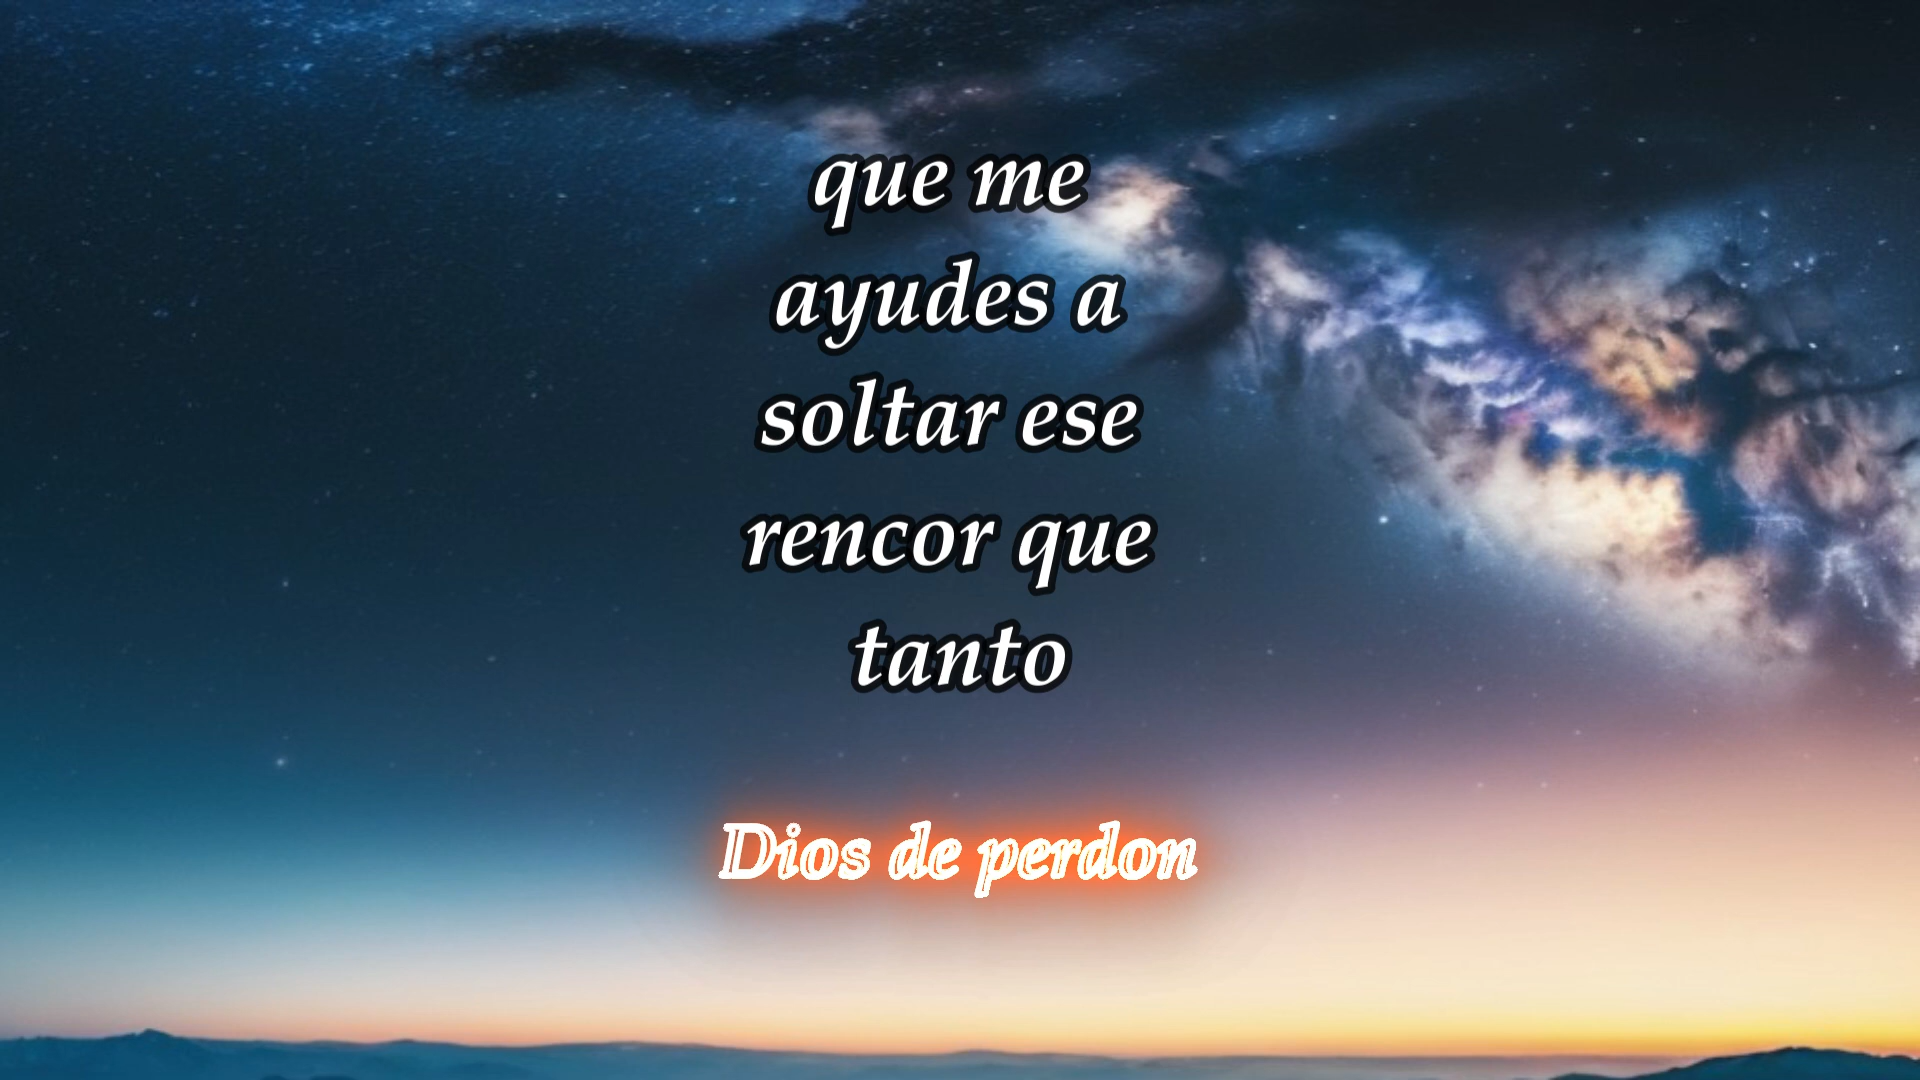 que me
ayudes a
soltar ese
rencor que
tanto
Dios de perdon